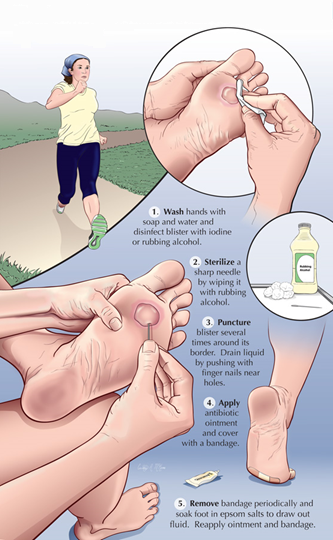 1. Wash hands with
soap and water and
disinfect blister with iodine
or rubbing alcohol.
Rubbing
Alcohol
2. Sterilize a
sharp needle
by wiping it
with rubbing
alcohol.
3. Puncture
blister several
times around its
border. Drain liquid
by pushing with
finger nails near
holes.
4. Apply
antibiotic
ointment
and cover
with a bandage.
5. Remove bandage periodically and
soak foot in epsom salts to draw out
fluid. Reapply ointment and bandage.